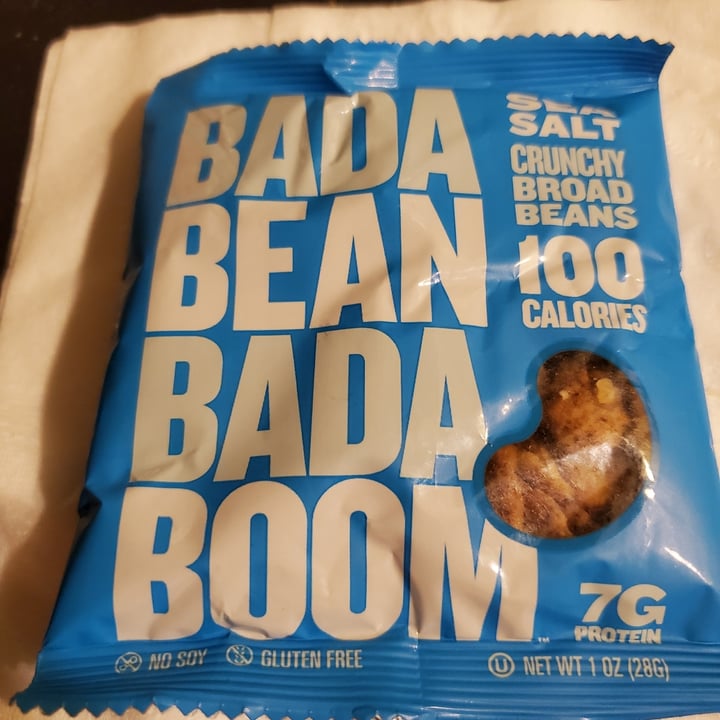 BADA
BEAN
BADA
BOOM™
SEA
SALT
CRUNCHY
BROAD
BEANS
100
CALORIES
7G
PROTEIN
NO SOY
GLUTEN FREE
U NET WT 1 OZ (28G)